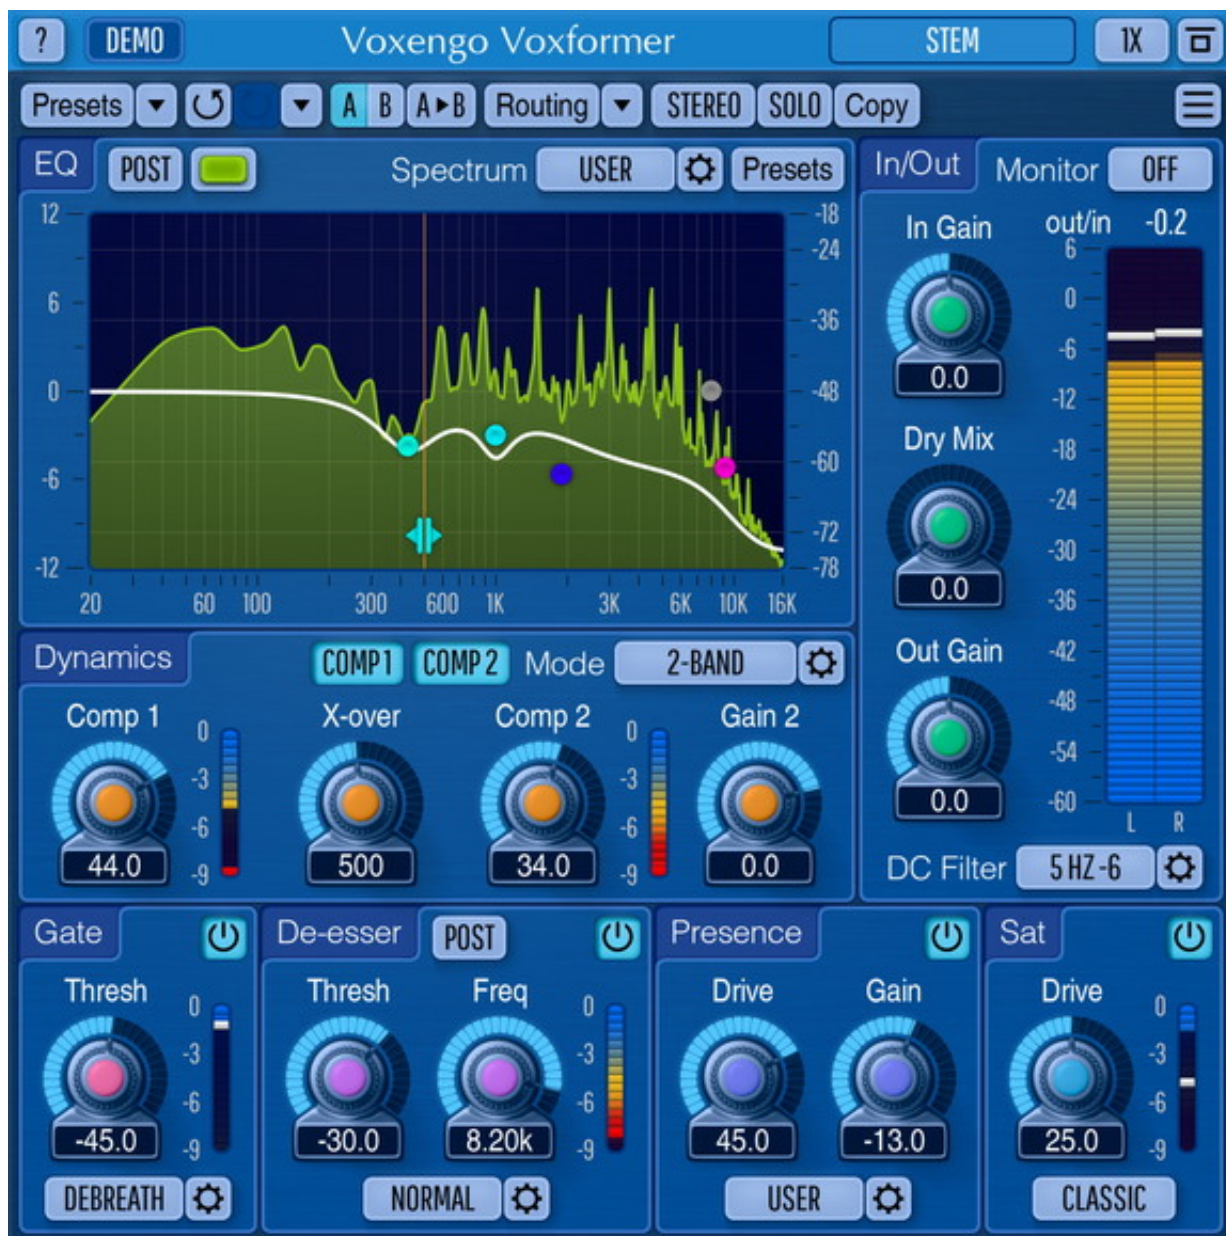 ? DEMO Voxengo Voxformer STEM 1X
Presets A B A▸B Routing STEREO SOLO Copy
EQ POST Spectrum USER Presets
12 -18
-24
6 -36
0 -48
-6 -60
-72
-12 -78
20 60 100 300 600 1K 3K 6K 10K 16K
In/Out Monitor OFF
In Gain out/in -0.2
0.0
Dry Mix
0.0
Out Gain
0.0
6
0
-6
-12
-18
-24
-30
-36
-42
-48
-54
-60
L R
DC Filter 5 HZ -6
Dynamics COMP 1 COMP 2 Mode 2-BAND
Comp 1 X-over Comp 2 Gain 2
0 0
-3 -3
-6 -6
-9 -9
44.0 500 34.0 0.0
Gate
Thresh
0
-3
-6
-9
-45.0
DEBREATH
De-esser POST
Thresh Freq
0
-3
-6
-9
-30.0 8.20k
NORMAL
Presence
Drive Gain
45.0 -13.0
USER
Sat
Drive
0
-3
-6
-9
25.0
CLASSIC